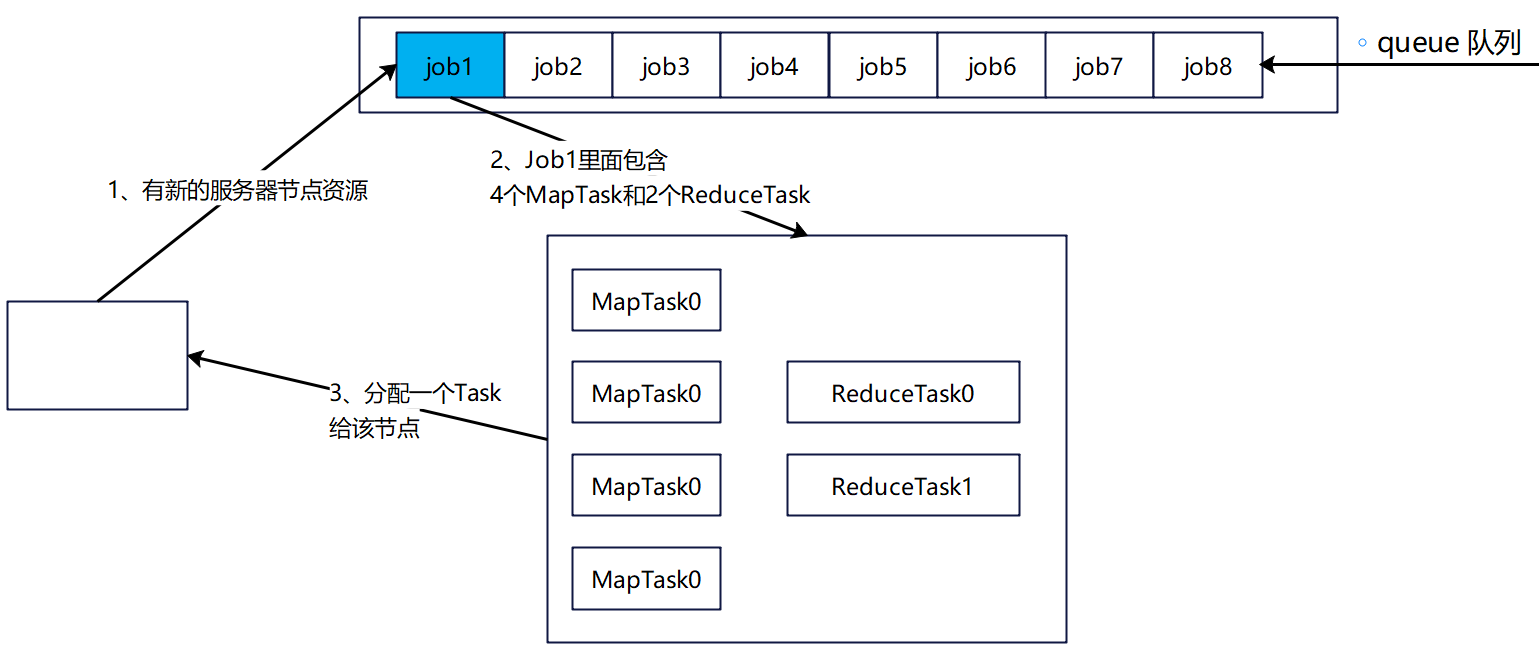 job1
job2
job3
job4
job5
job6
job7
job8
queue 队列
1、有新的服务器节点资源
2、Job1里面包含
4个MapTask和2个ReduceTask
MapTask0
MapTask0
ReduceTask0
3、分配一个Task
给该节点
MapTask0
ReduceTask1
MapTask0